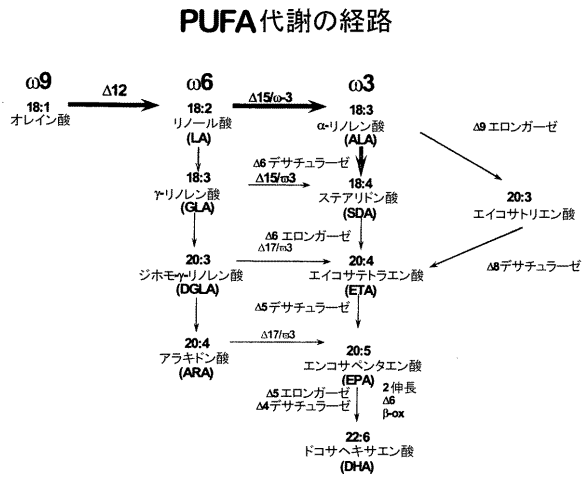 PUFA代謝の経路
ω9
ω6
ω3
18:1
オレイン酸
Δ12
18:2
リノール酸
(LA)
Δ15/ω-3
18:3
α-リノレン酸
(ALA)
Δ9 エロンガーゼ
18:3
γ-リノレン酸
(GLA)
Δ6 デサチュラーゼ
Δ15/ϖ3
18:4
ステアリドン酸
(SDA)
20:3
エイコサトリエン酸
Δ6 エロンガーゼ
Δ17/ϖ3
20:3
ジホモ-γ-リノレン酸
(DGLA)
20:4
エイコサテトラエン酸
(ETA)
Δ8デサチュラーゼ
Δ5デサチュラーゼ
20:4
アラキドン酸
(ARA)
Δ17/ϖ3
20:5
エンコサペンタエン酸
(EPA)
Δ5エロンガーゼ
Δ4デサチュラーゼ
2 伸長
Δ6
β-ox
22:6
ドコサヘキサエン酸
(DHA)